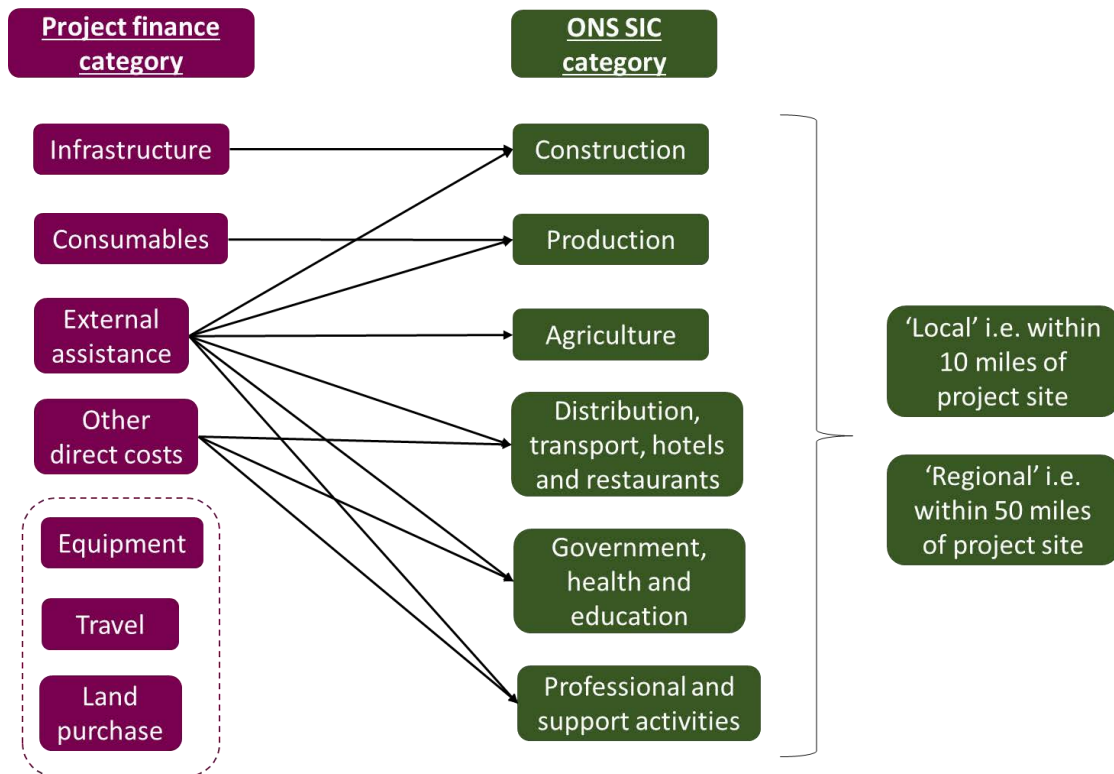 Project finance
category
ONS SIC
category
Infrastructure
Construction
Consumables
Production
External
assistance
Agriculture
Other
direct costs
Distribution,
transport, hotels
and restaurants
Equipment
Government,
health and
education
Travel
Land
purchase
Professional and
support activities
‘Local’ i.e. within
10 miles of
project site
‘Regional’ i.e.
within 50 miles
of project site